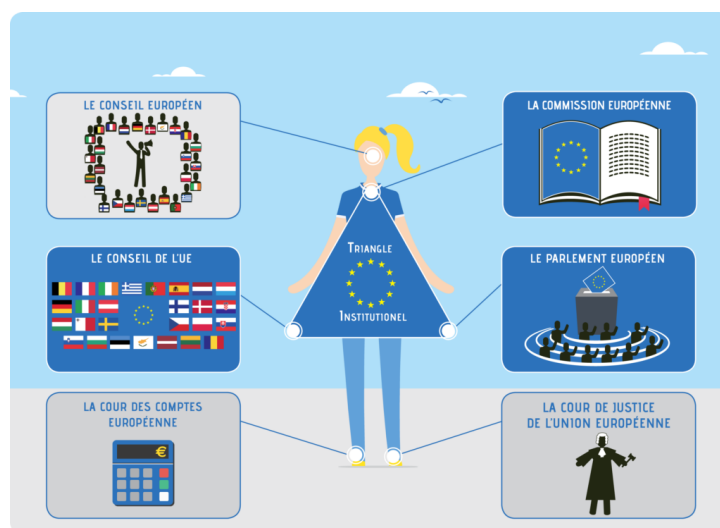 LE CONSEIL EUROPÉEN
LA COMMISSION EUROPÉENNE
LE CONSEIL DE L'UE
TRIANGLE
INSTITUTIONEL
LE PARLEMENT EUROPÉEN
LA COUR DES COMPTES
EUROPÉENNE
€
LA COUR DE JUSTICE
DE L'UNION EUROPÉENNE